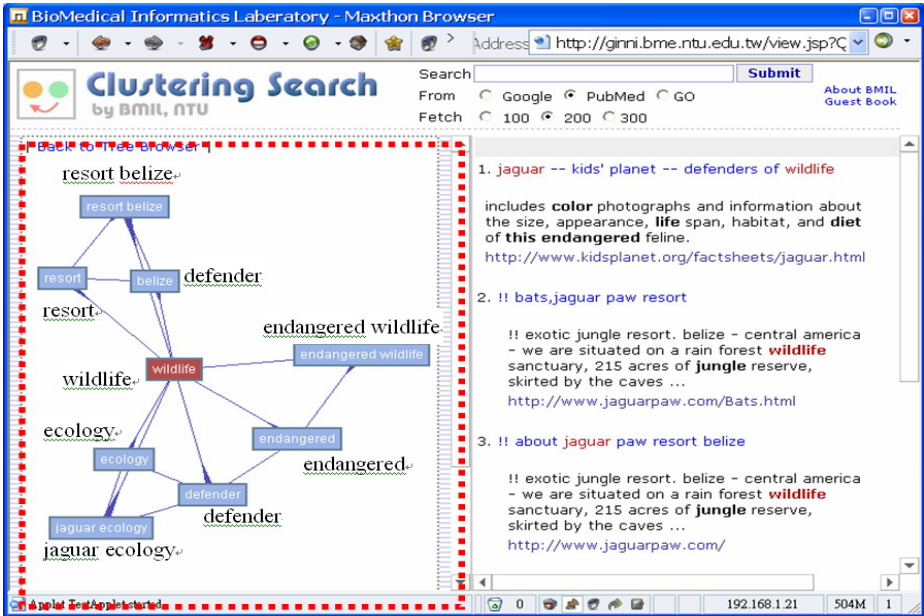 BioMedical Informatics Laberatory - Maxthon Browser
Address http://ginni.bme.ntu.edu.tw/view.jsp?Q
Clustering Search
by BMIL, NTU
Search Submit
From Google PubMed GO
Fetch 100 200 300
About BMIL
Guest Book
| Back to Tree Browser |
resort belize
resort belize
resort
belize
defender
resort
endangered wildlife
endangered wildlife
wildlife
wildlife
ecology
ecology
endangered
endangered
defender
defender
jaguar ecology
jaguar ecology
1. jaguar -- kids' planet -- defenders of wildlife
includes color photographs and information about
the size, appearance, life span, habitat, and diet
of this endangered feline.
http://www.kidsplanet.org/factsheets/jaguar.html
2. !! bats,jaguar paw resort
!! exotic jungle resort. belize - central america
- we are situated on a rain forest wildlife
sanctuary, 215 acres of jungle reserve,
skirted by the caves ...
http://www.jaguarpaw.com/Bats.html
3. !! about jaguar paw resort belize
!! exotic jungle resort. belize - central america
- we are situated on a rain forest wildlife
sanctuary, 215 acres of jungle reserve,
skirted by the caves ...
http://www.jaguarpaw.com/
Applet TestApplet started
0 192.168.1.21 504M 1